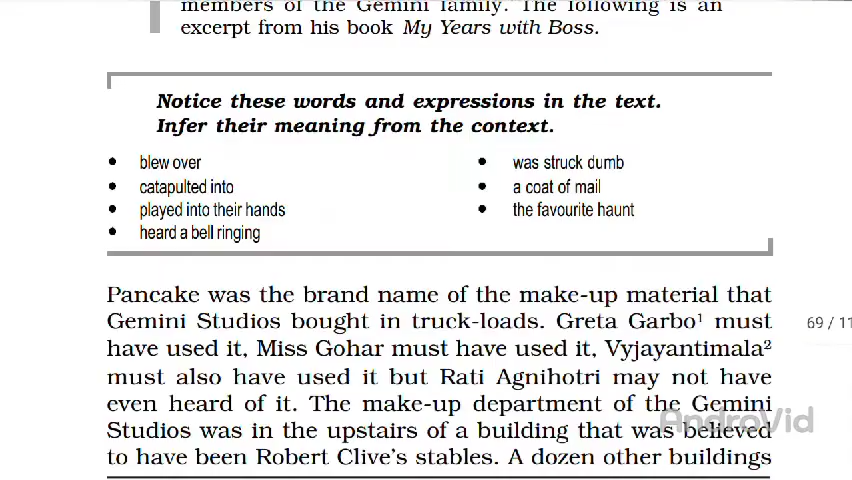 members of the Gemini family. The following is an
excerpt from his book My Years with Boss.
Notice these words and expressions in the text.
Infer their meaning from the context.
• blew over
• catapulted into
• played into their hands
• heard a bell ringing
• was struck dumb
• a coat of mail
• the favourite haunt
Pancake was the brand name of the make-up material that
Gemini Studios bought in truck-loads. Greta Garbo¹ must
have used it, Miss Gohar must have used it, Vyjayantimala²
must also have used it but Rati Agnihotri may not have
even heard of it. The make-up department of the Gemini
Studios was in the upstairs of a building that was believed
to have been Robert Clive's stables. A dozen other buildings
69 / 11
AndroVid